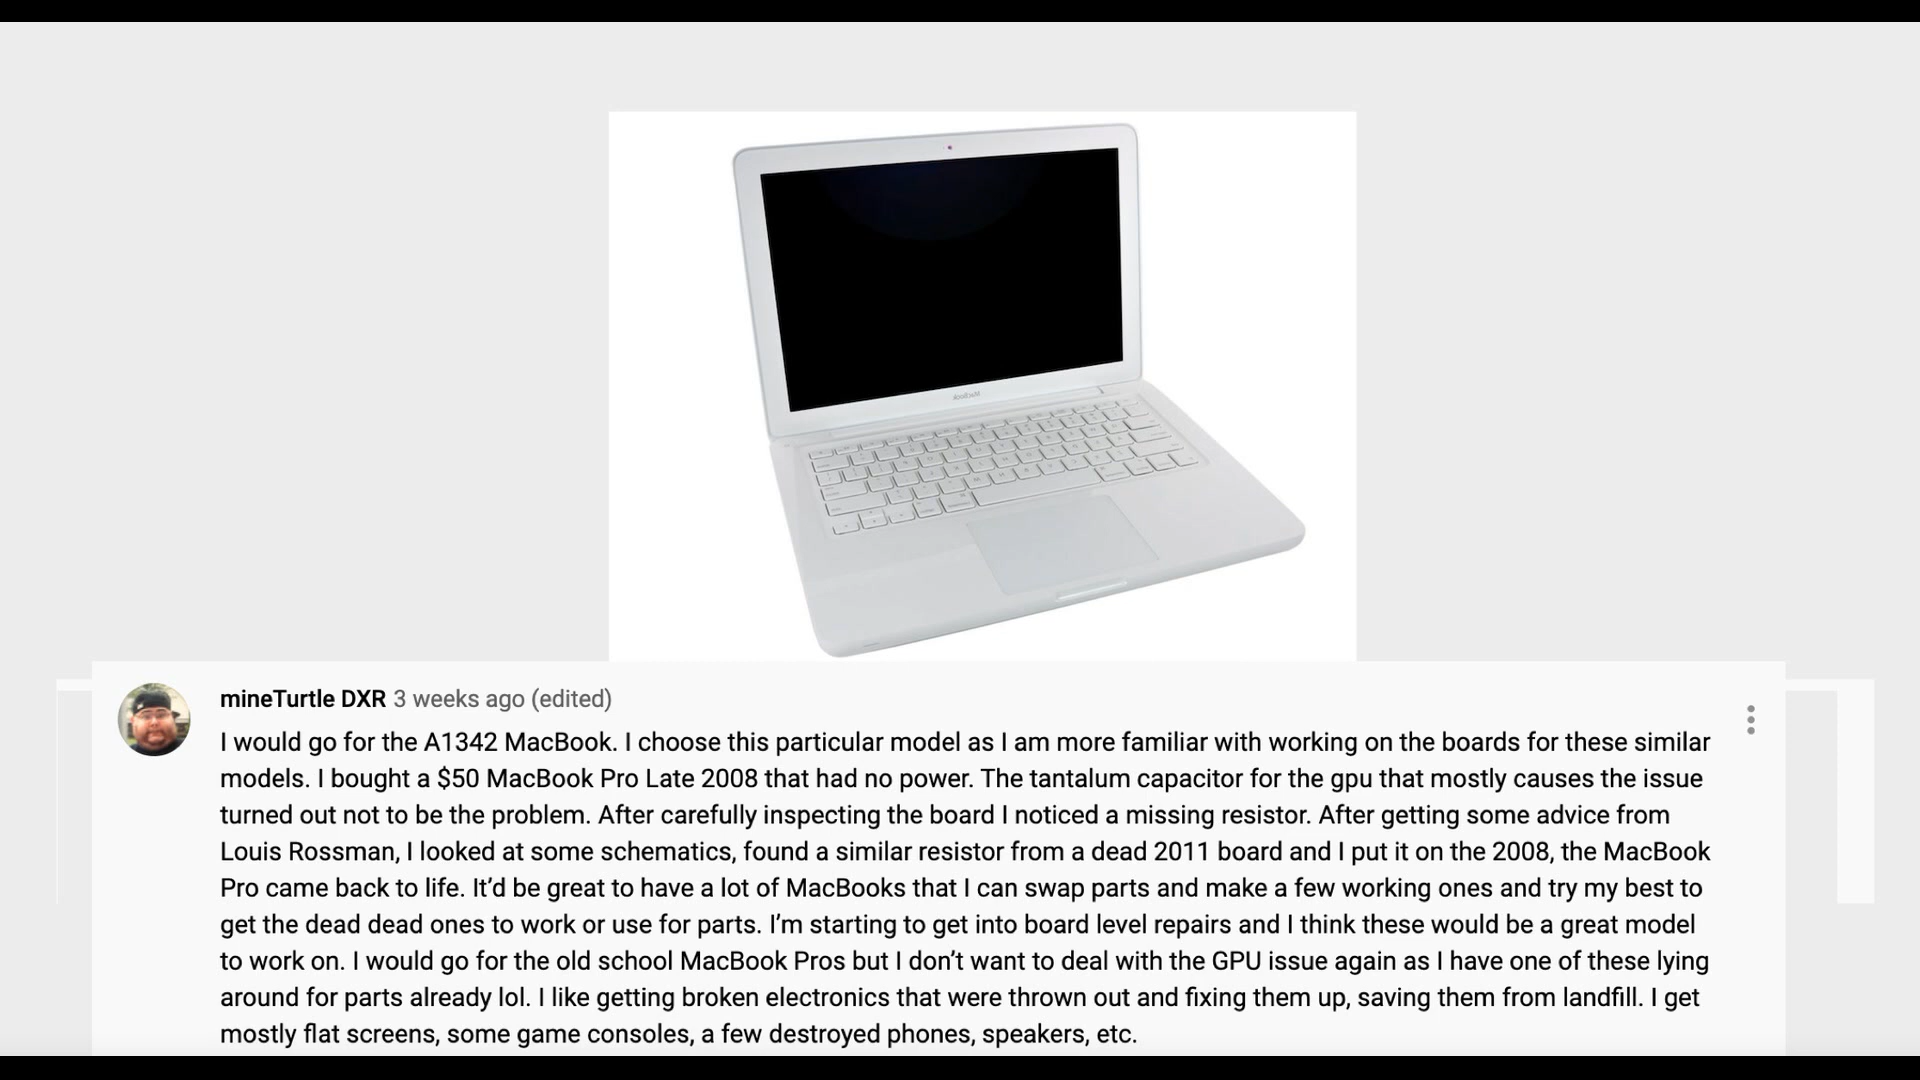 mineTurtle DXR 3 weeks ago (edited)
I would go for the A1342 MacBook. I choose this particular model as I am more familiar with working on the boards for these similar
models. I bought a $50 MacBook Pro Late 2008 that had no power. The tantalum capacitor for the gpu that mostly causes the issue
turned out not to be the problem. After carefully inspecting the board I noticed a missing resistor. After getting some advice from
Louis Rossman, I looked at some schematics, found a similar resistor from a dead 2011 board and I put it on the 2008, the MacBook
Pro came back to life. It’d be great to have a lot of MacBooks that I can swap parts and make a few working ones and try my best to
get the dead dead ones to work or use for parts. I’m starting to get into board level repairs and I think these would be a great model
to work on. I would go for the old school MacBook Pros but I don’t want to deal with the GPU issue again as I have one of these lying
around for parts already lol. I like getting broken electronics that were thrown out and fixing them up, saving them from landfill. I get
mostly flat screens, some game consoles, a few destroyed phones, speakers, etc.